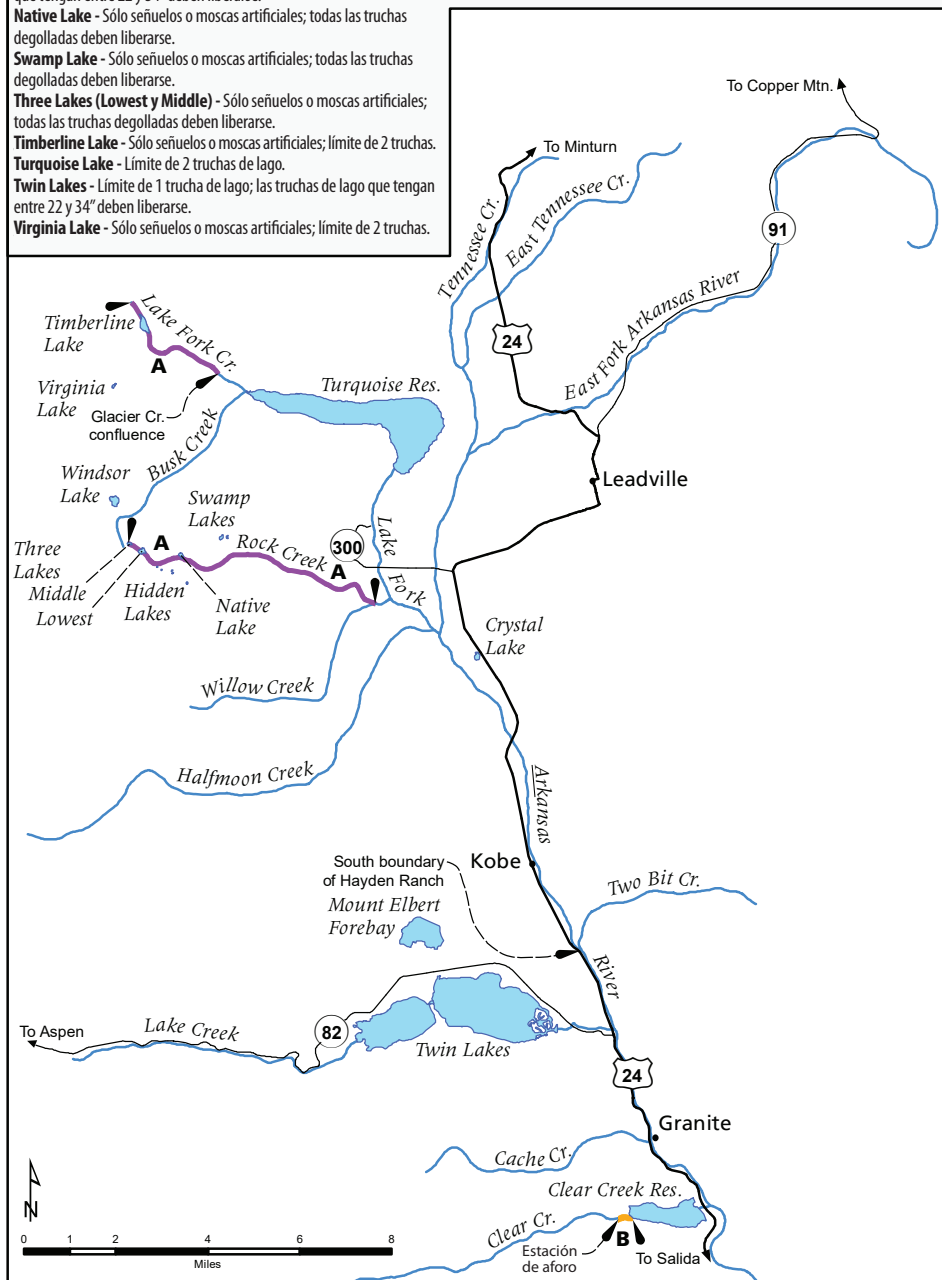 Native Lake - Sólo señuelos o moscas artificiales; todas las truchas
degolladas deben liberarse.
Swamp Lake - Sólo señuelos o moscas artificiales; todas las truchas
degolladas deben liberarse.
Three Lakes (Lowest y Middle) - Sólo señuelos o moscas artificiales;
todas las truchas degolladas deben liberarse.
Timberline Lake - Sólo señuelos o moscas artificiales; límite de 2 truchas.
Turquoise Lake - Límite de 2 truchas de lago.
Twin Lakes - Límite de 1 trucha de lago; las truchas de lago que tengan
entre 22 y 34" deben liberarse.
Virginia Lake - Sólo señuelos o moscas artificiales; límite de 2 truchas.
To Copper Mtn.
To Minturn
Tennessee Cr.
East Tennessee Cr.
91
24
East Fork Arkansas River
Lake Fork Cr.
Timberline
Lake
A
Virginia
Lake
Glacier Cr.
confluence
Turquoise Res.
Busk Creek
Leadville
Windsor
Lake
Swamp
Lakes
Three
Lakes
Middle
Lowest
A
Hidden
Lakes
Native
Lake
Rock Creek
A
300
Lake
Fork
Crystal
Lake
Willow Creek
Halfmoon Creek
Arkansas
River
Kobe
South boundary
of Hayden Ranch
Two Bit Cr.
Mount Elbert
Forebay
To Aspen
Lake Creek
82
Twin Lakes
24
Granite
Cache Cr.
Clear Creek Res.
Clear Cr.
Estación
de aforo
B
To Salida
N
0 1 2 4 6 8
Miles